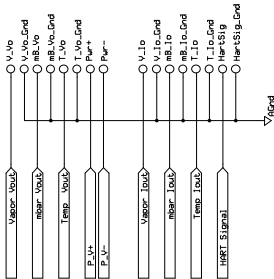 V_Vo
V_Vo_Gnd
mB_Vo
mB_Vo_Gnd
T_Vo
T_Vo_Gnd
Pwr+
Pwr-
V_Io
V_Io_Gnd
mB_Io
mB_Io_Gnd
T_Io
T_Io_Gnd
HartSig
HartSig_Gnd
AGnd
Vapor Vout
mbar Vout
Temp Vout
P_V+
P_V-
Vapor Iout
mbar Iout
Temp Iout
HART Signal